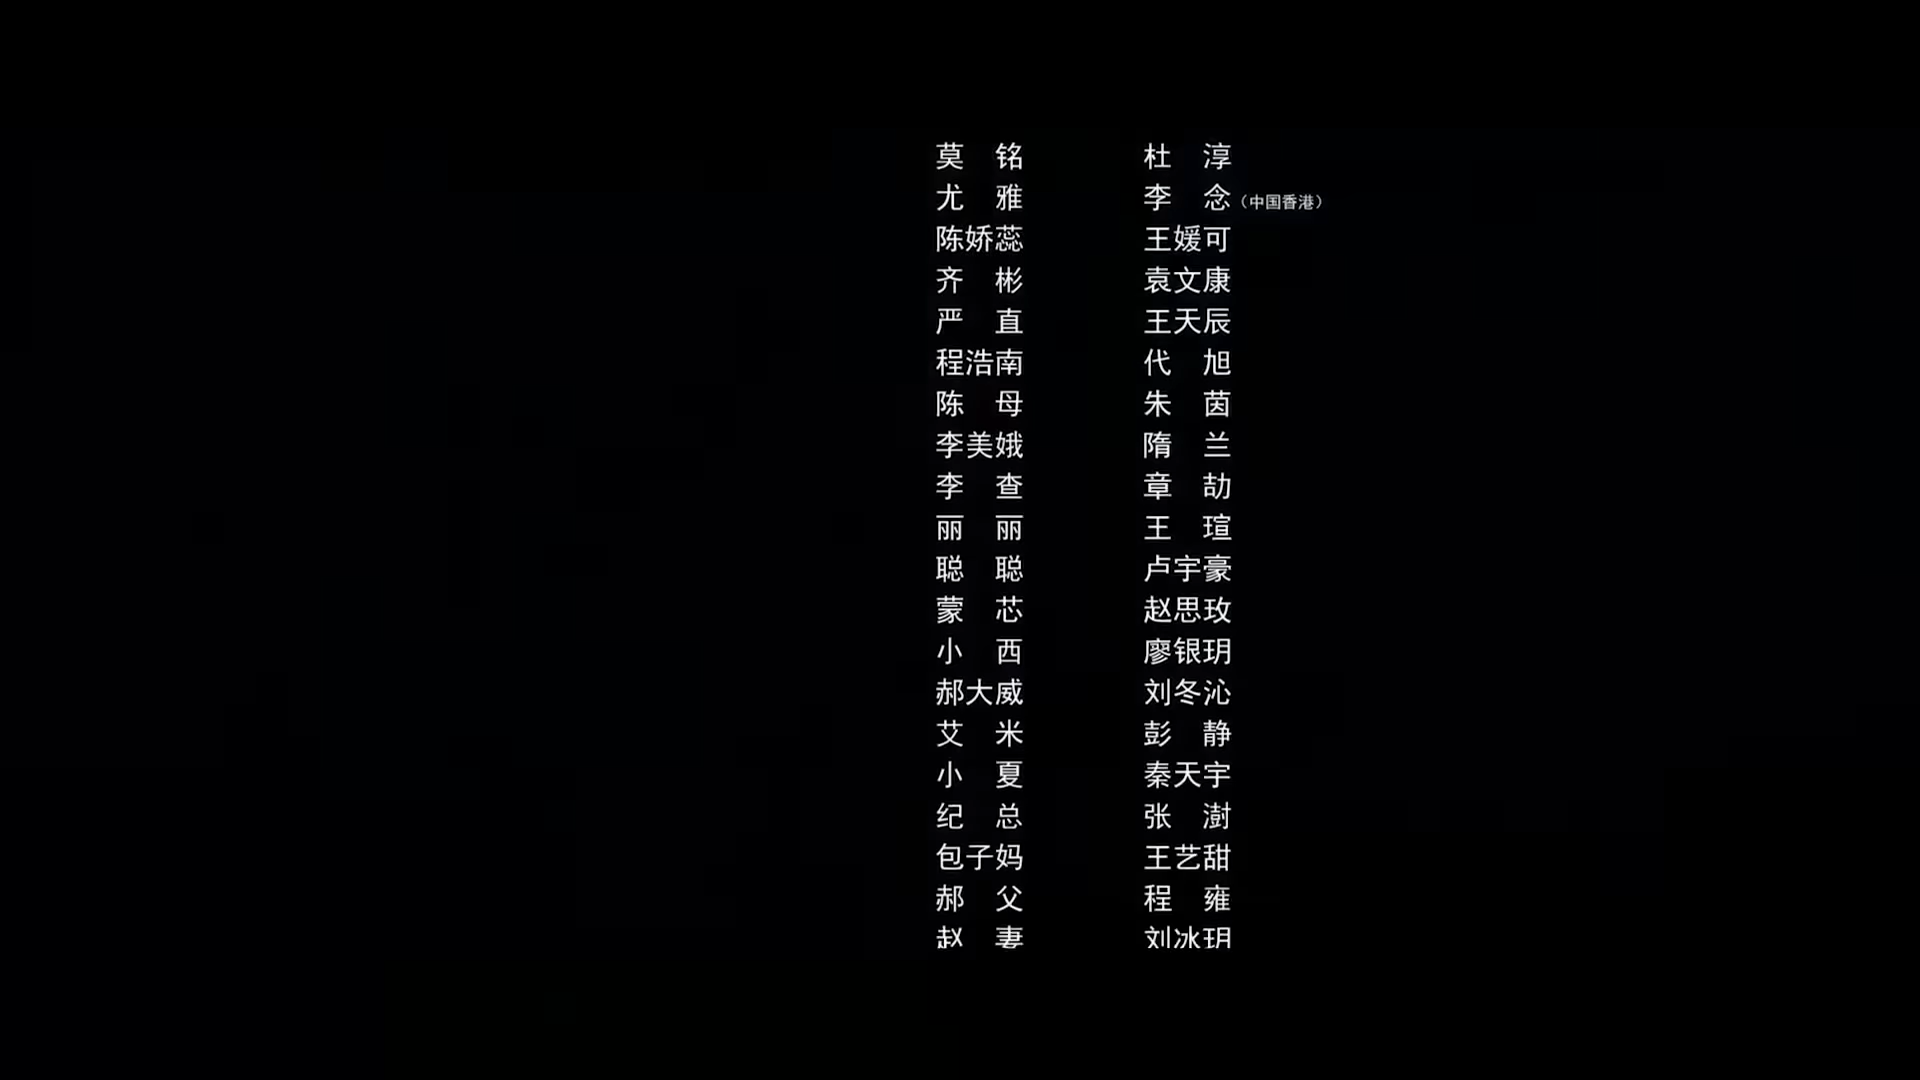 莫 铭 杜 淳
尤 雅 李 念（中国香港）
陈娇蕊 王媛可
齐 彬 袁文康
严 直 王天辰
程浩南 代 旭
陈 母 朱 茵
李美娥 隋 兰
李 查 章 劼
丽 丽 王 瑄
聪 聪 卢宇豪
蒙 芯 赵思玫
小 西 廖银玥
郝大威 刘冬沁
艾 米 彭 静
小 夏 秦天宇
纪 总 张 澍
包子妈 王艺甜
郝 父 程 雍
赵 妻 刘冰玥